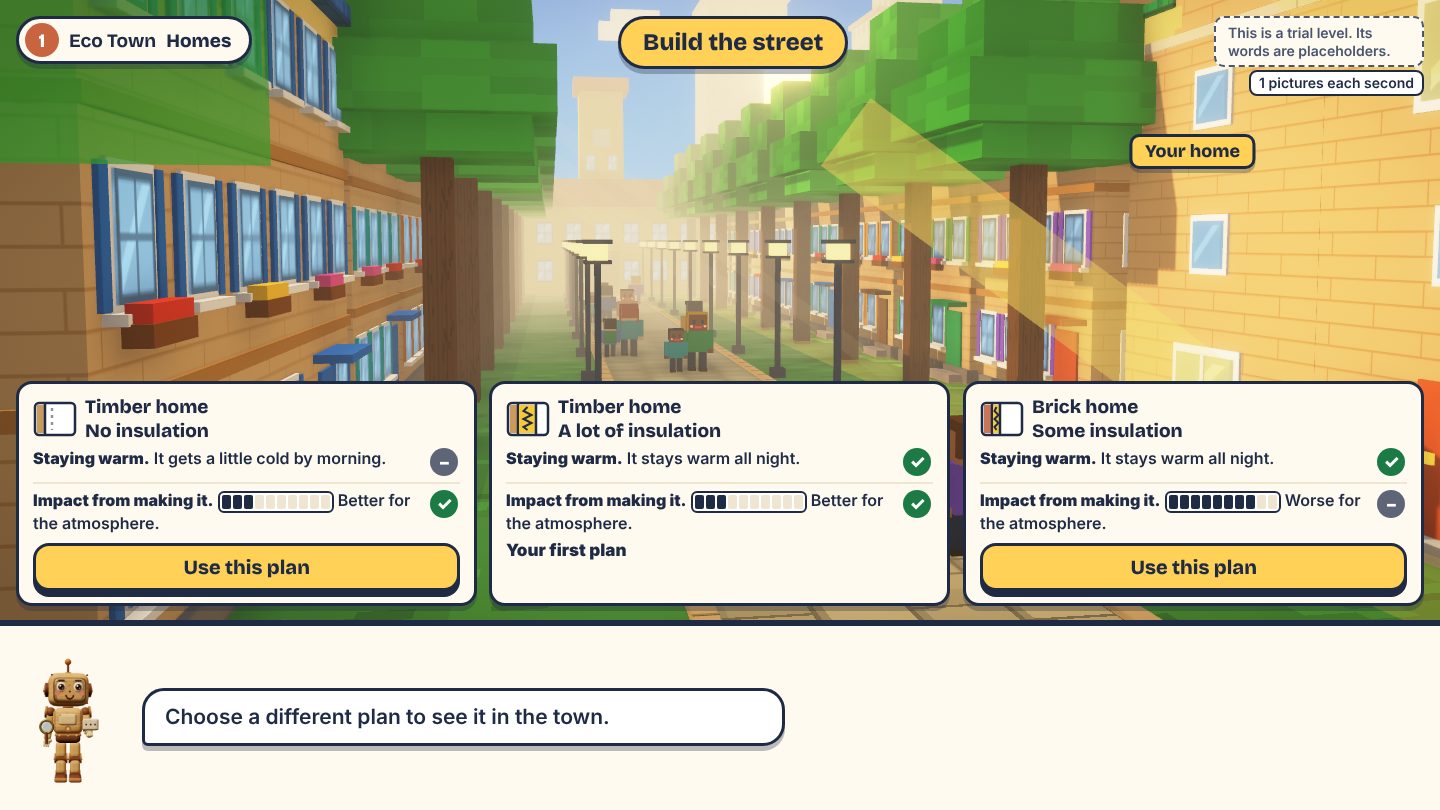 1 Eco Town Homes
Build the street
This is a trial level. Its
words are placeholders.
1 pictures each second
Your home
Timber home
No insulation
Staying warm. It gets a little cold by morning.
Impact from making it. Better for
the atmosphere.
Use this plan
Timber home
A lot of insulation
Staying warm. It stays warm all night.
Impact from making it. Better for
the atmosphere.
Your first plan
Brick home
Some insulation
Staying warm. It stays warm all night.
Impact from making it. Worse for
the atmosphere.
Use this plan
Choose a different plan to see it in the town.